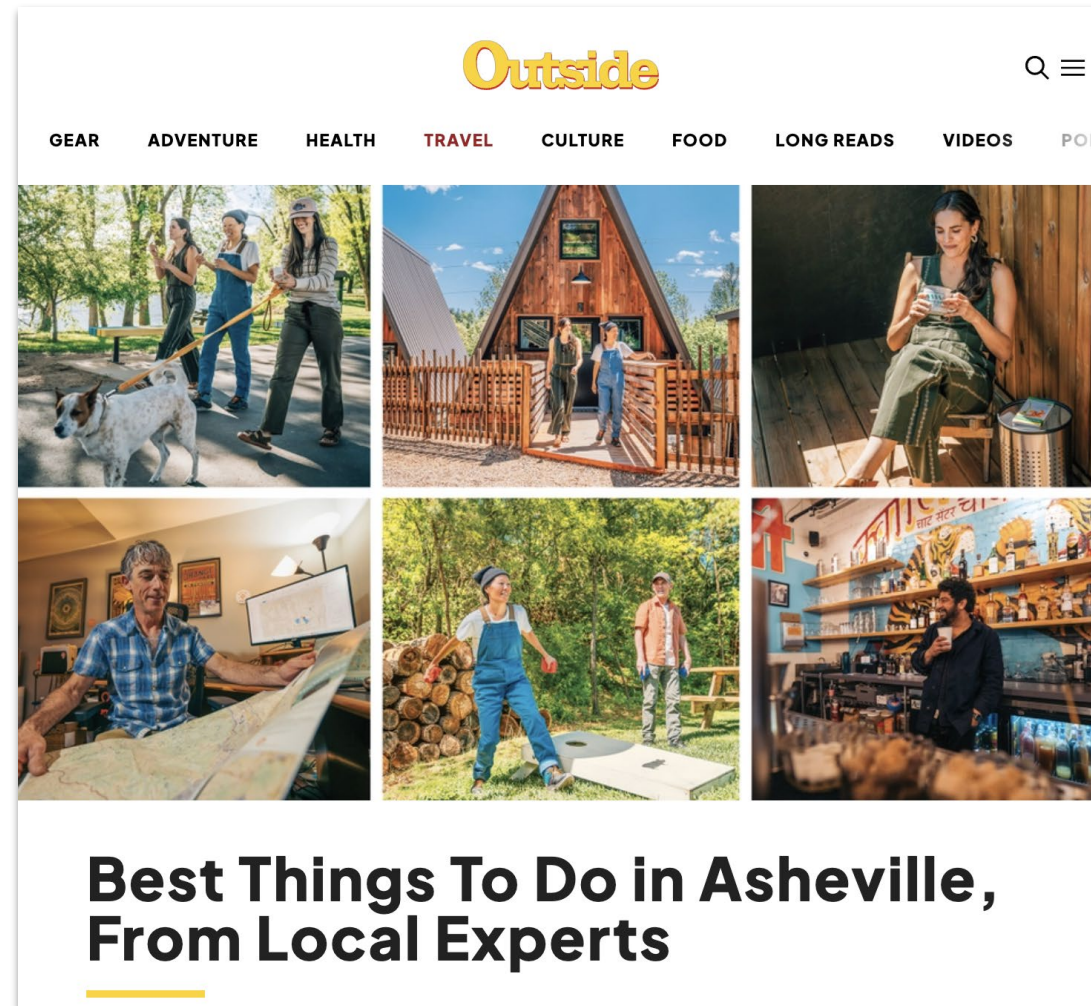 Outside
GEAR ADVENTURE HEALTH TRAVEL CULTURE FOOD LONG READS VIDEOS
चाट सेंटर
Best Things To Do in Asheville,
From Local Experts